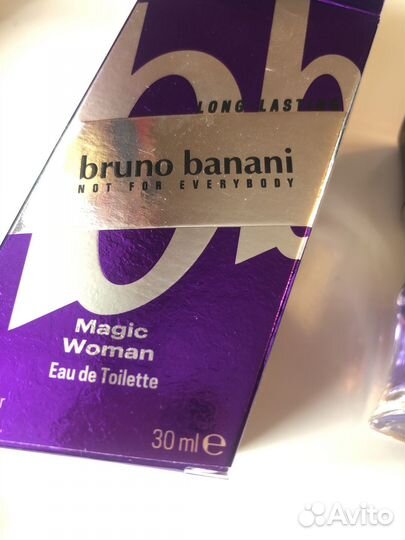 LONG LASTING
bruno banani
NOT FOR EVERYBODY
Magic
Woman
Eau de Toilette
30 ml e
Avito